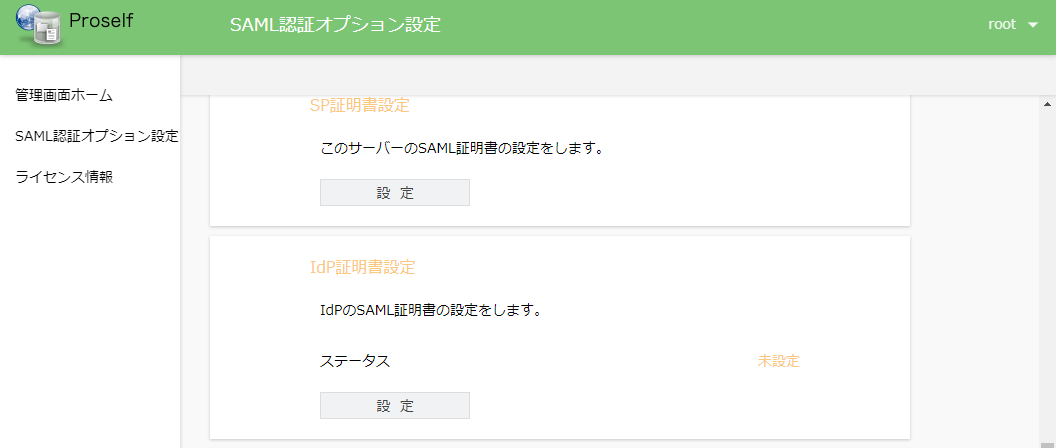 Proself
SAML認証オプション設定
root
管理画面ホーム
SAML認証オプション設定
ライセンス情報
SP証明書設定
このサーバーのSAML証明書の設定をします。
設 定
IdP証明書設定
IdPのSAML証明書の設定をします。
ステータス 未設定
設 定